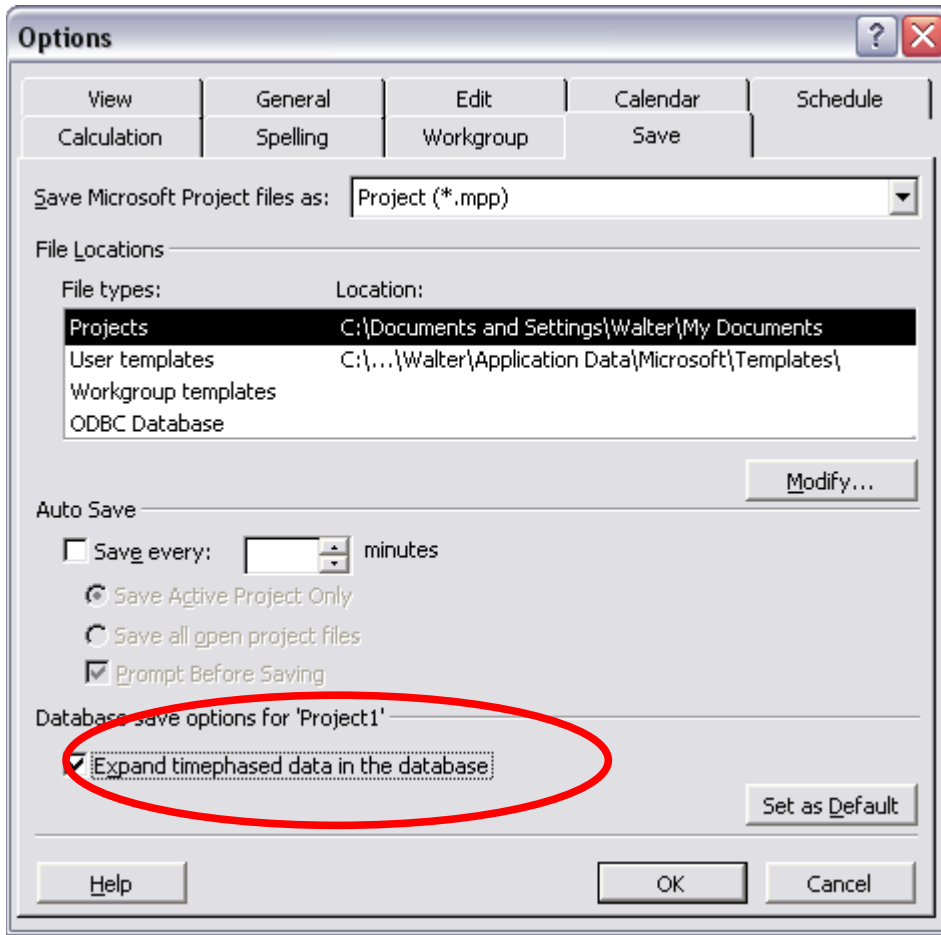 Options
View General Edit Calendar Schedule
Calculation Spelling Workgroup Save
Save Microsoft Project files as: Project (*.mpp)
File Locations
File types: Location:
Projects C:\Documents and Settings\Walter\My Documents
User templates C:\...\Walter\Application Data\Microsoft\Templates\
Workgroup templates
ODBC Database
Modify...
Auto Save
Save every: minutes
Save Active Project Only
Save all open project files
Prompt Before Saving
Database save options for 'Project1'
Expand timephased data in the database
Set as Default
Help OK Cancel